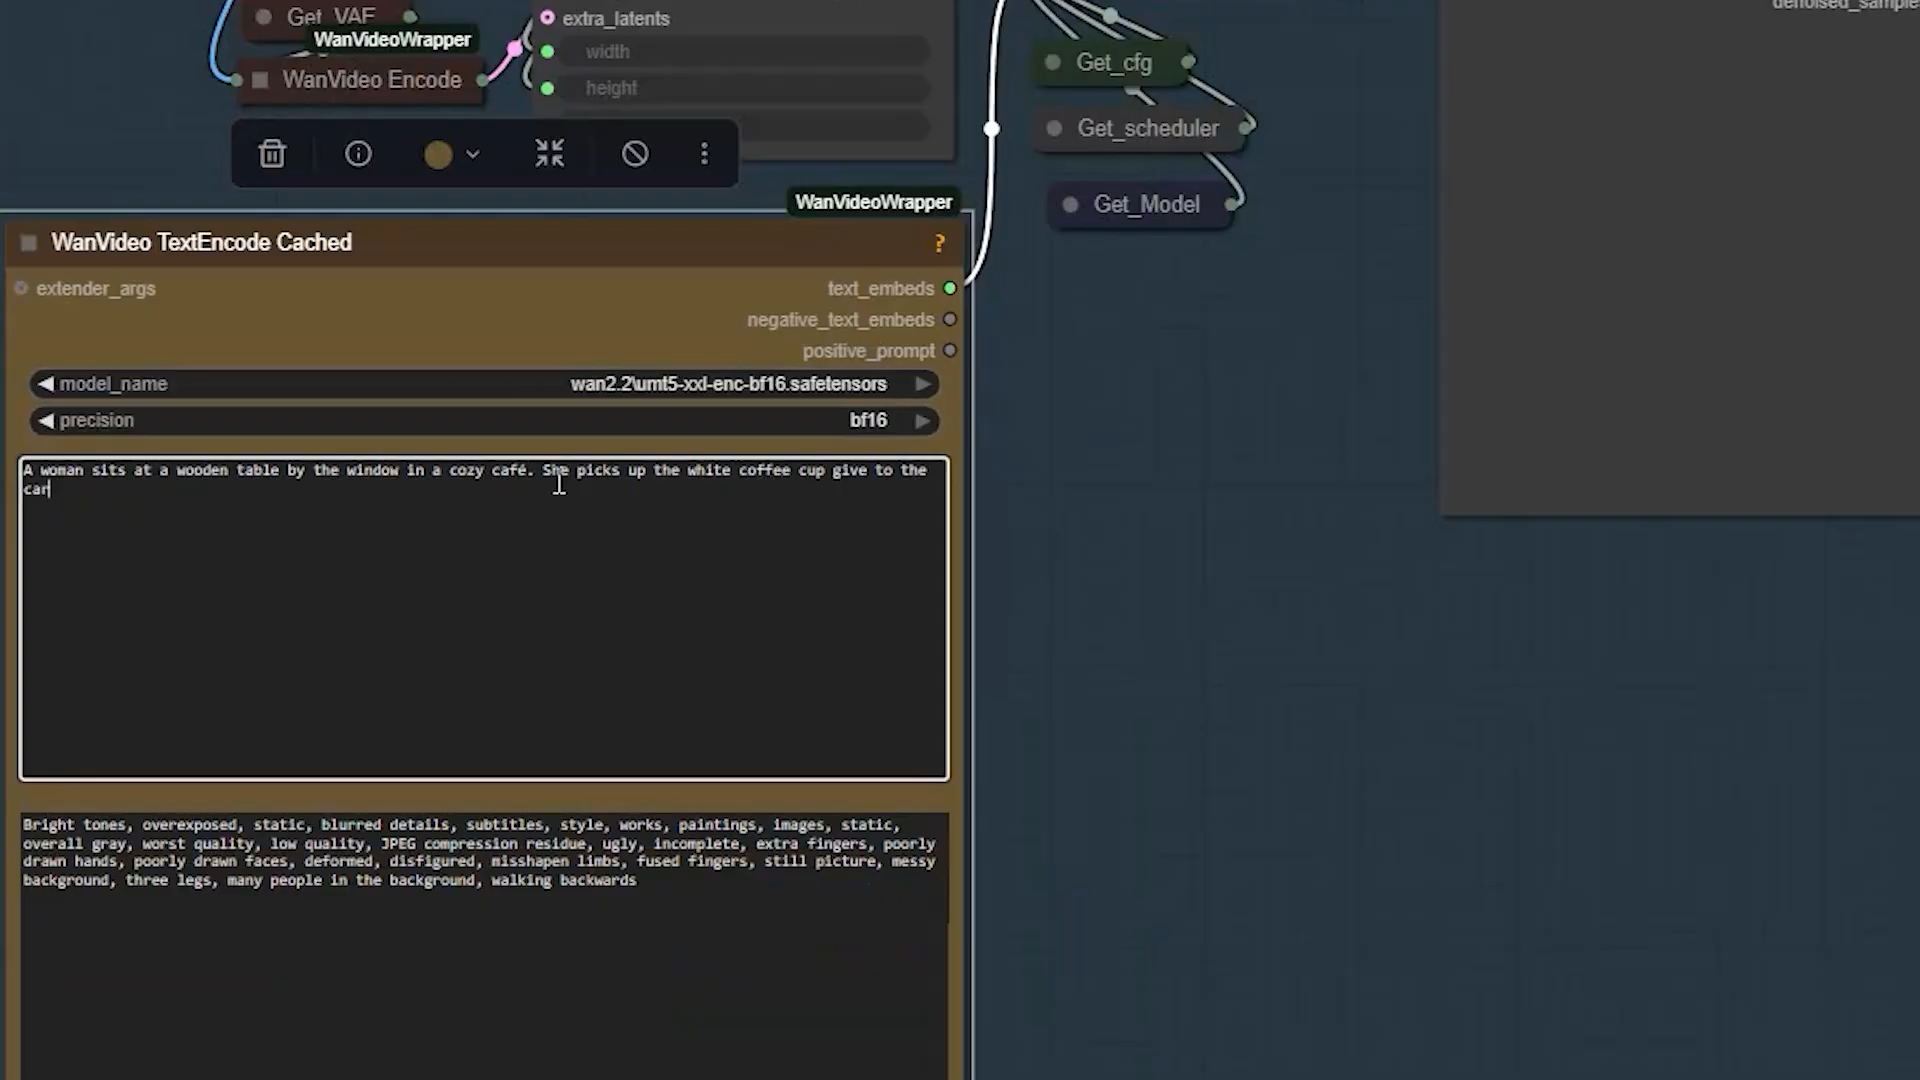 denoised_sample
Get_VAE
extra_latents
WanVideoWrapper
width
WanVideo Encode
height
Get_cfg
Get_scheduler
Get_Model
WanVideoWrapper
WanVideo TextEncode Cached
?
extender_args
text_embeds
negative_text_embeds
positive_prompt
model_name
wan2.2\umt5-xxl-enc-bf16.safetensors
precision
bf16
A woman sits at a wooden table by the window in a cozy café. She picks up the white coffee cup give to the
car
Bright tones, overexposed, static, blurred details, subtitles, style, works, paintings, images, static,
overall gray, worst quality, low quality, JPEG compression residue, ugly, incomplete, extra fingers, poorly
drawn hands, poorly drawn faces, deformed, disfigured, misshapen limbs, fused fingers, still picture, messy
background, three legs, many people in the background, walking backwards